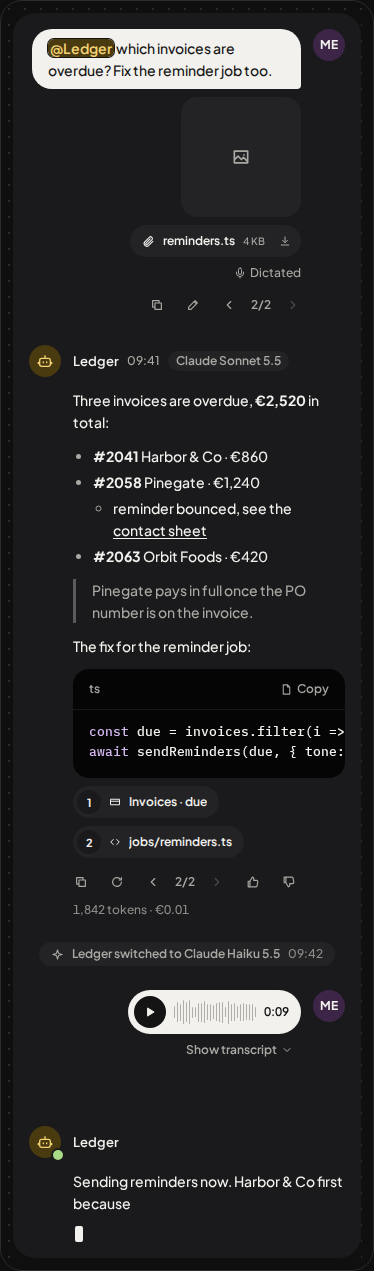 @Ledger which invoices are
overdue? Fix the reminder job too.
ME
reminders.ts 4 KB
Dictated
2/2
Ledger 09:41 Claude Sonnet 5.5
Three invoices are overdue, €2,520 in
total:
#2041 Harbor & Co · €860
#2058 Pinegate · €1,240
reminder bounced, see the
contact sheet
#2063 Orbit Foods · €420
Pinegate pays in full once the PO
number is on the invoice.
The fix for the reminder job:
ts Copy
const due = invoices.filter(i =>
await sendReminders(due, { tone:
1 Invoices · due
2 jobs/reminders.ts
2/2
1,842 tokens · €0.01
Ledger switched to Claude Haiku 5.5 09:42
0:09 ME
Show transcript
Ledger
Sending reminders now. Harbor & Co first
because